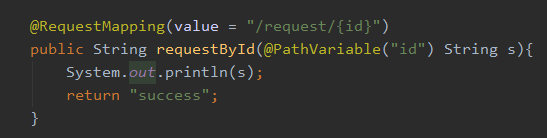 @RequestMapping(value = "/request/{id}")
public String requestById(@PathVariable("id") String s){
System.out.println(s);
return "success";
}